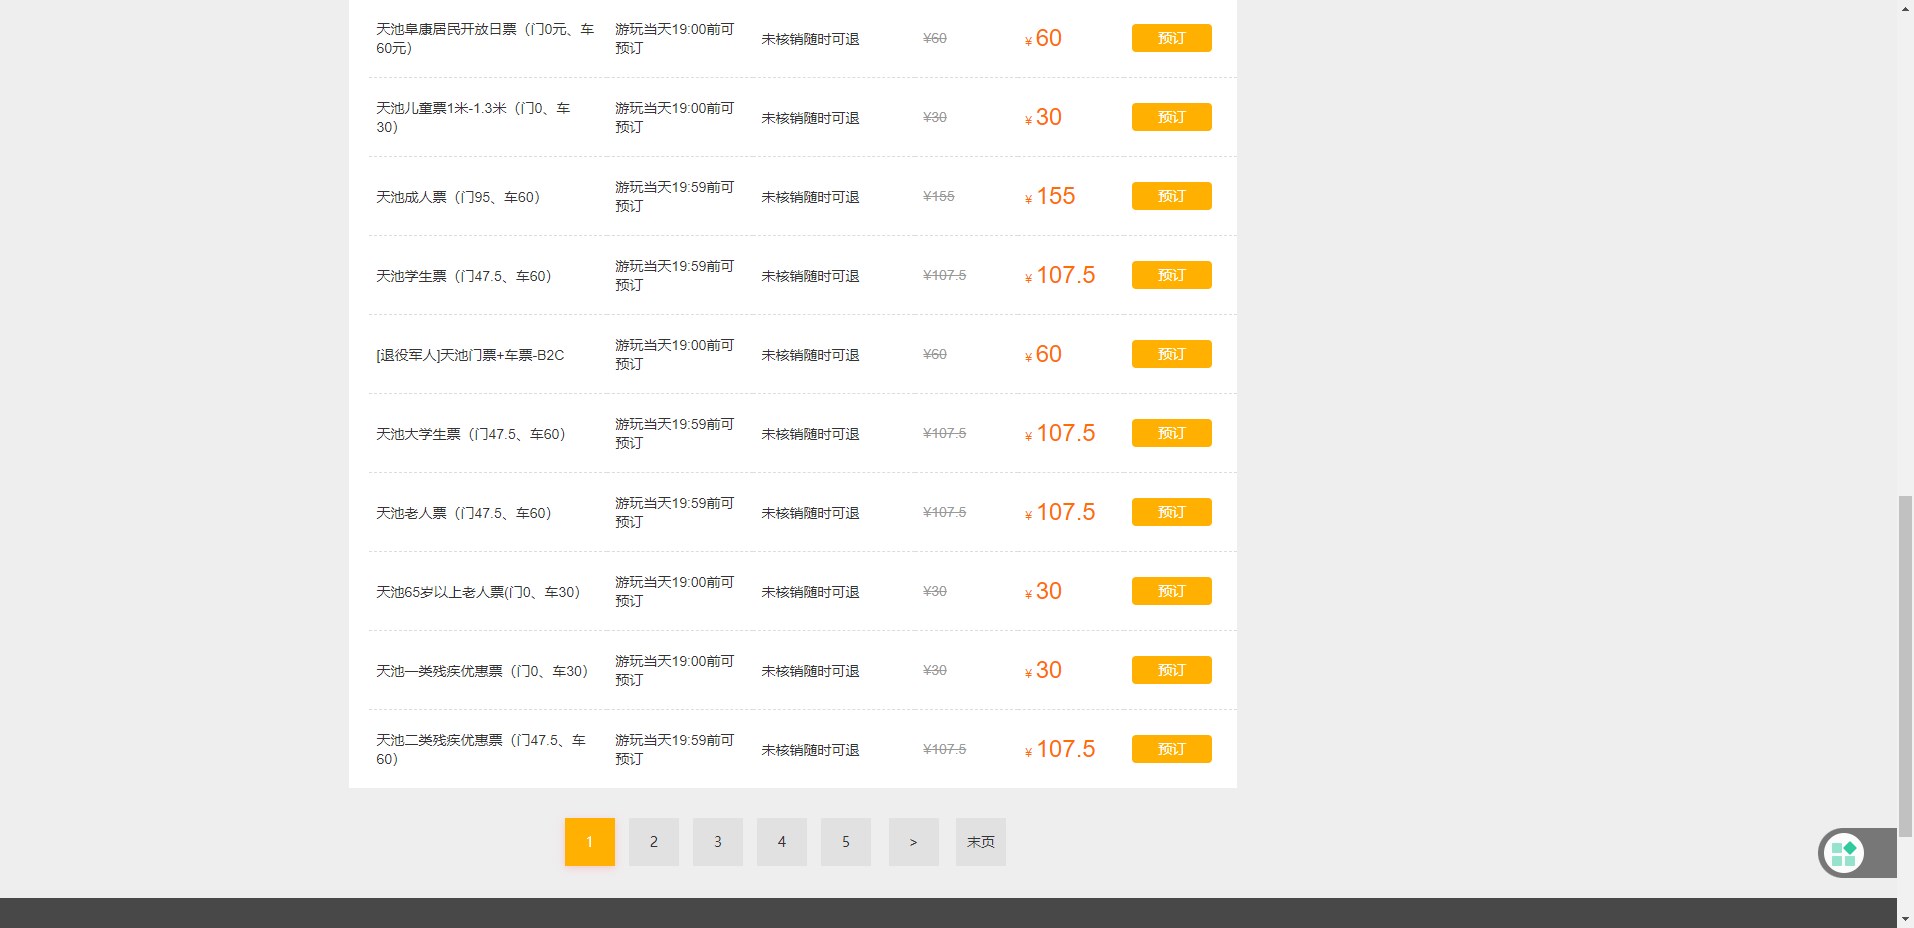 天池阜康居民开放日票（门0元、车
60元）
游玩当天19:00前可
预订
未核销随时可退
¥60
¥ 60
预订
天池儿童票1米-1.3米（门0、车
30）
游玩当天19:00前可
预订
未核销随时可退
¥30
¥ 30
预订
天池成人票（门95、车60）
游玩当天19:59前可
预订
未核销随时可退
¥155
¥ 155
预订
天池学生票（门47.5、车60）
游玩当天19:59前可
预订
未核销随时可退
¥107.5
¥ 107.5
预订
[退役军人]天池门票+车票-B2C
游玩当天19:00前可
预订
未核销随时可退
¥60
¥ 60
预订
天池大学生票（门47.5、车60）
游玩当天19:59前可
预订
未核销随时可退
¥107.5
¥ 107.5
预订
天池老人票（门47.5、车60）
游玩当天19:59前可
预订
未核销随时可退
¥107.5
¥ 107.5
预订
天池65岁以上老人票(门0、车30）
游玩当天19:00前可
预订
未核销随时可退
¥30
¥ 30
预订
天池一类残疾优惠票（门0、车30）
游玩当天19:00前可
预订
未核销随时可退
¥30
¥ 30
预订
天池二类残疾优惠票（门47.5、车
60）
游玩当天19:59前可
预订
未核销随时可退
¥107.5
¥ 107.5
预订
1 2 3 4 5 > 末页